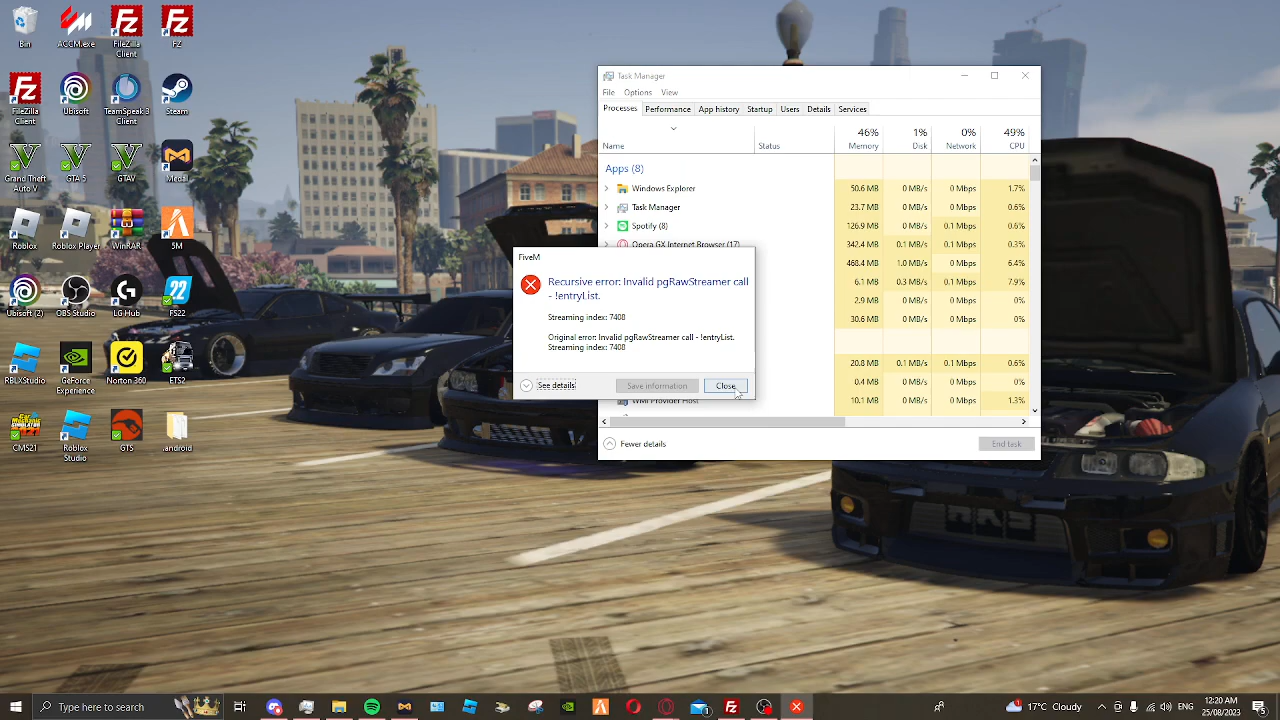 Bin
ACCM.exe
FileZilla Client
FZ
FileZilla Client
Ubisoft
TeamSpeak 3 Client
Steam
Grand Theft Auto V
GTA 5
GTAV
Medal
Roblox
Roblox Player
WinRAR
5M
Ubisoft (2)
OBS Studio
LG Hub
FS22
RBLXStudio
GeForce Experience
Norton 360
ETS2
CMS21
Roblox Studio
GTS
.android
Task Manager
File Options View
Processes Performance App history Startup Users Details Services
46% 1% 0% 49%
Name Status Memory Disk Network CPU
Apps (8)
Windows Explorer 50.6 MB 0 MB/s 0 Mbps 1.7%
Task Manager 23.7 MB 0 MB/s 0 Mbps 0.6%
Spotify (8) 126.9 MB 0 MB/s 0.1 Mbps 0.6%
Opera GX Internet Browser (17) 342.4 MB 0.1 MB/s 0.1 Mbps 0.3%
468.4 MB 1.0 MB/s 0 Mbps 6.4%
6.1 MB 0.3 MB/s 0.1 Mbps 7.9%
2.9 MB 0 MB/s 0 Mbps 0%
30.6 MB 0 MB/s 0 Mbps 0%
20.8 MB 0.1 MB/s 0.1 Mbps 0.6%
0.4 MB 0 MB/s 0 Mbps 0%
WMI Provider Host 10.1 MB 0 MB/s 0 Mbps 1.3%
Fewer details End task
FiveM
Recursive error: Invalid pgRawStreamer call
- !entryList.
Streaming index: 7408
Original error: Invalid pgRawStreamer call - !entryList.
Streaming index: 7408
See details Save information Close
Type here to search
17°C Cloudy
ENG
12:20 AM
25/08/2023